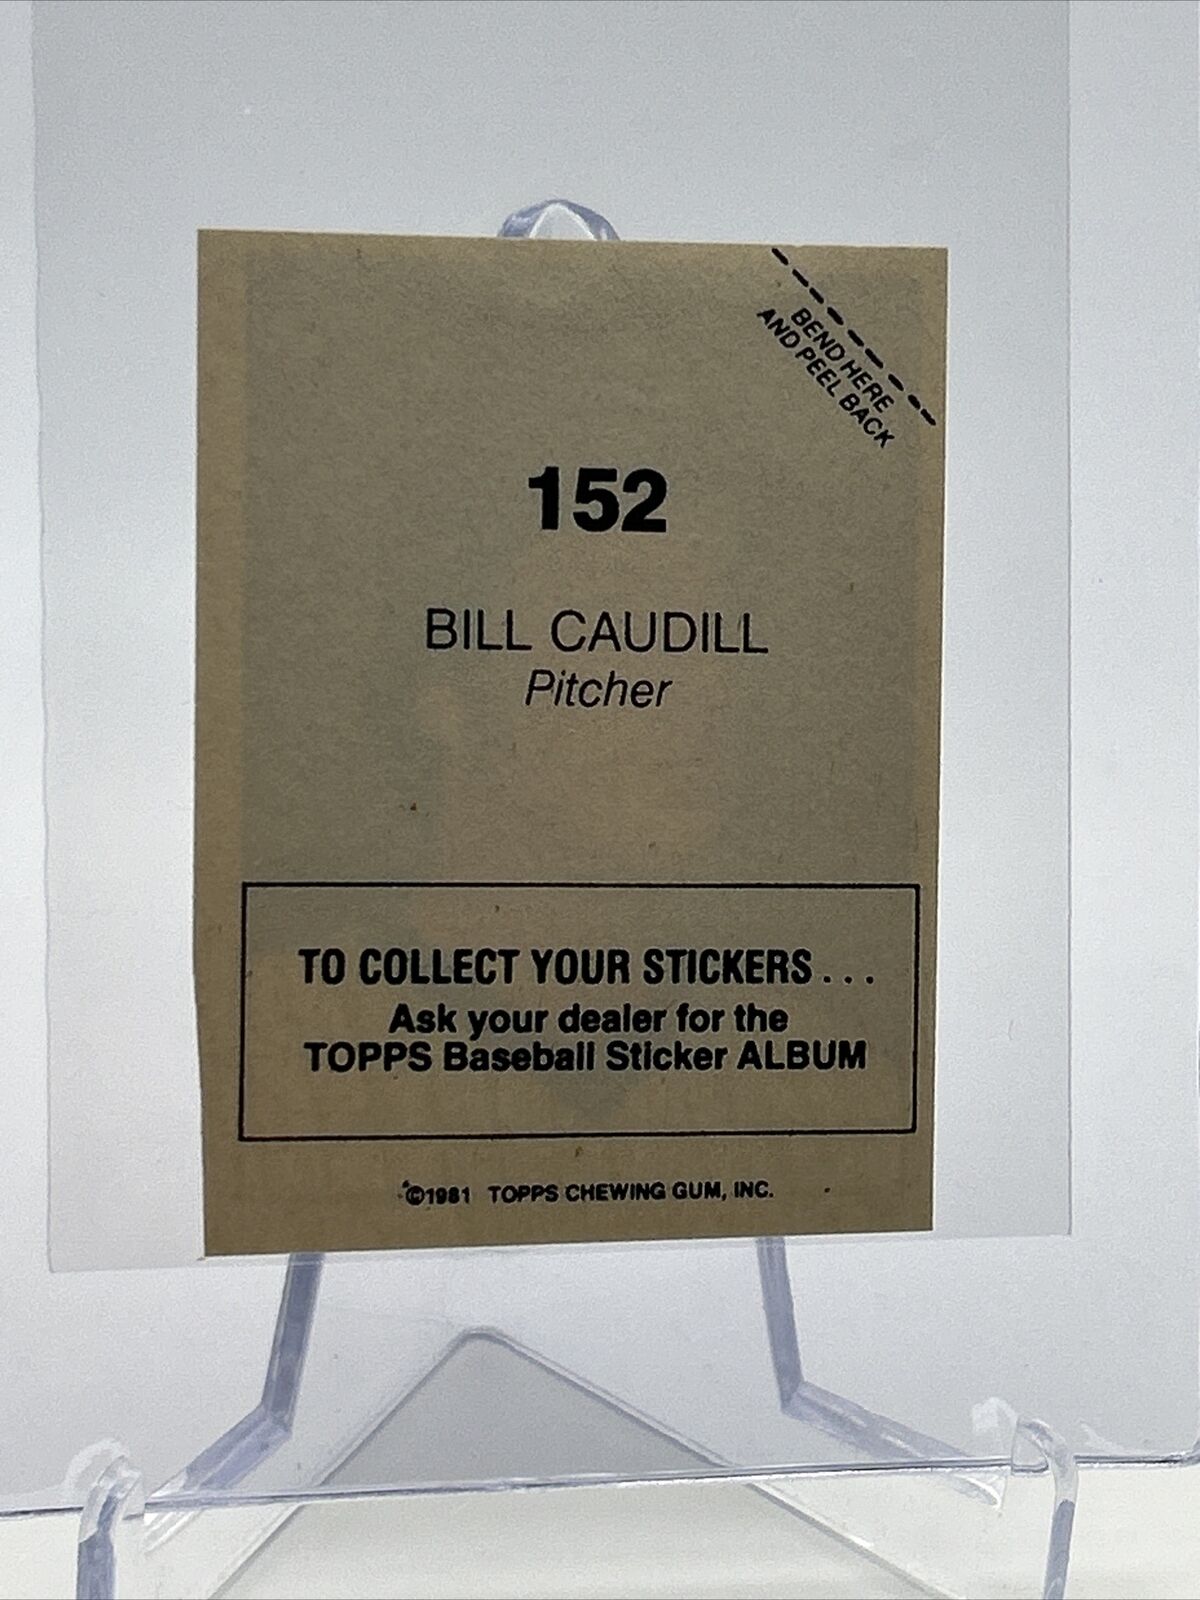 BEND HERE
AND PEEL BACK
152
BILL CAUDILL
Pitcher
TO COLLECT YOUR STICKERS...
Ask your dealer for the
TOPPS Baseball Sticker ALBUM
©1981 TOPPS CHEWING GUM, INC.